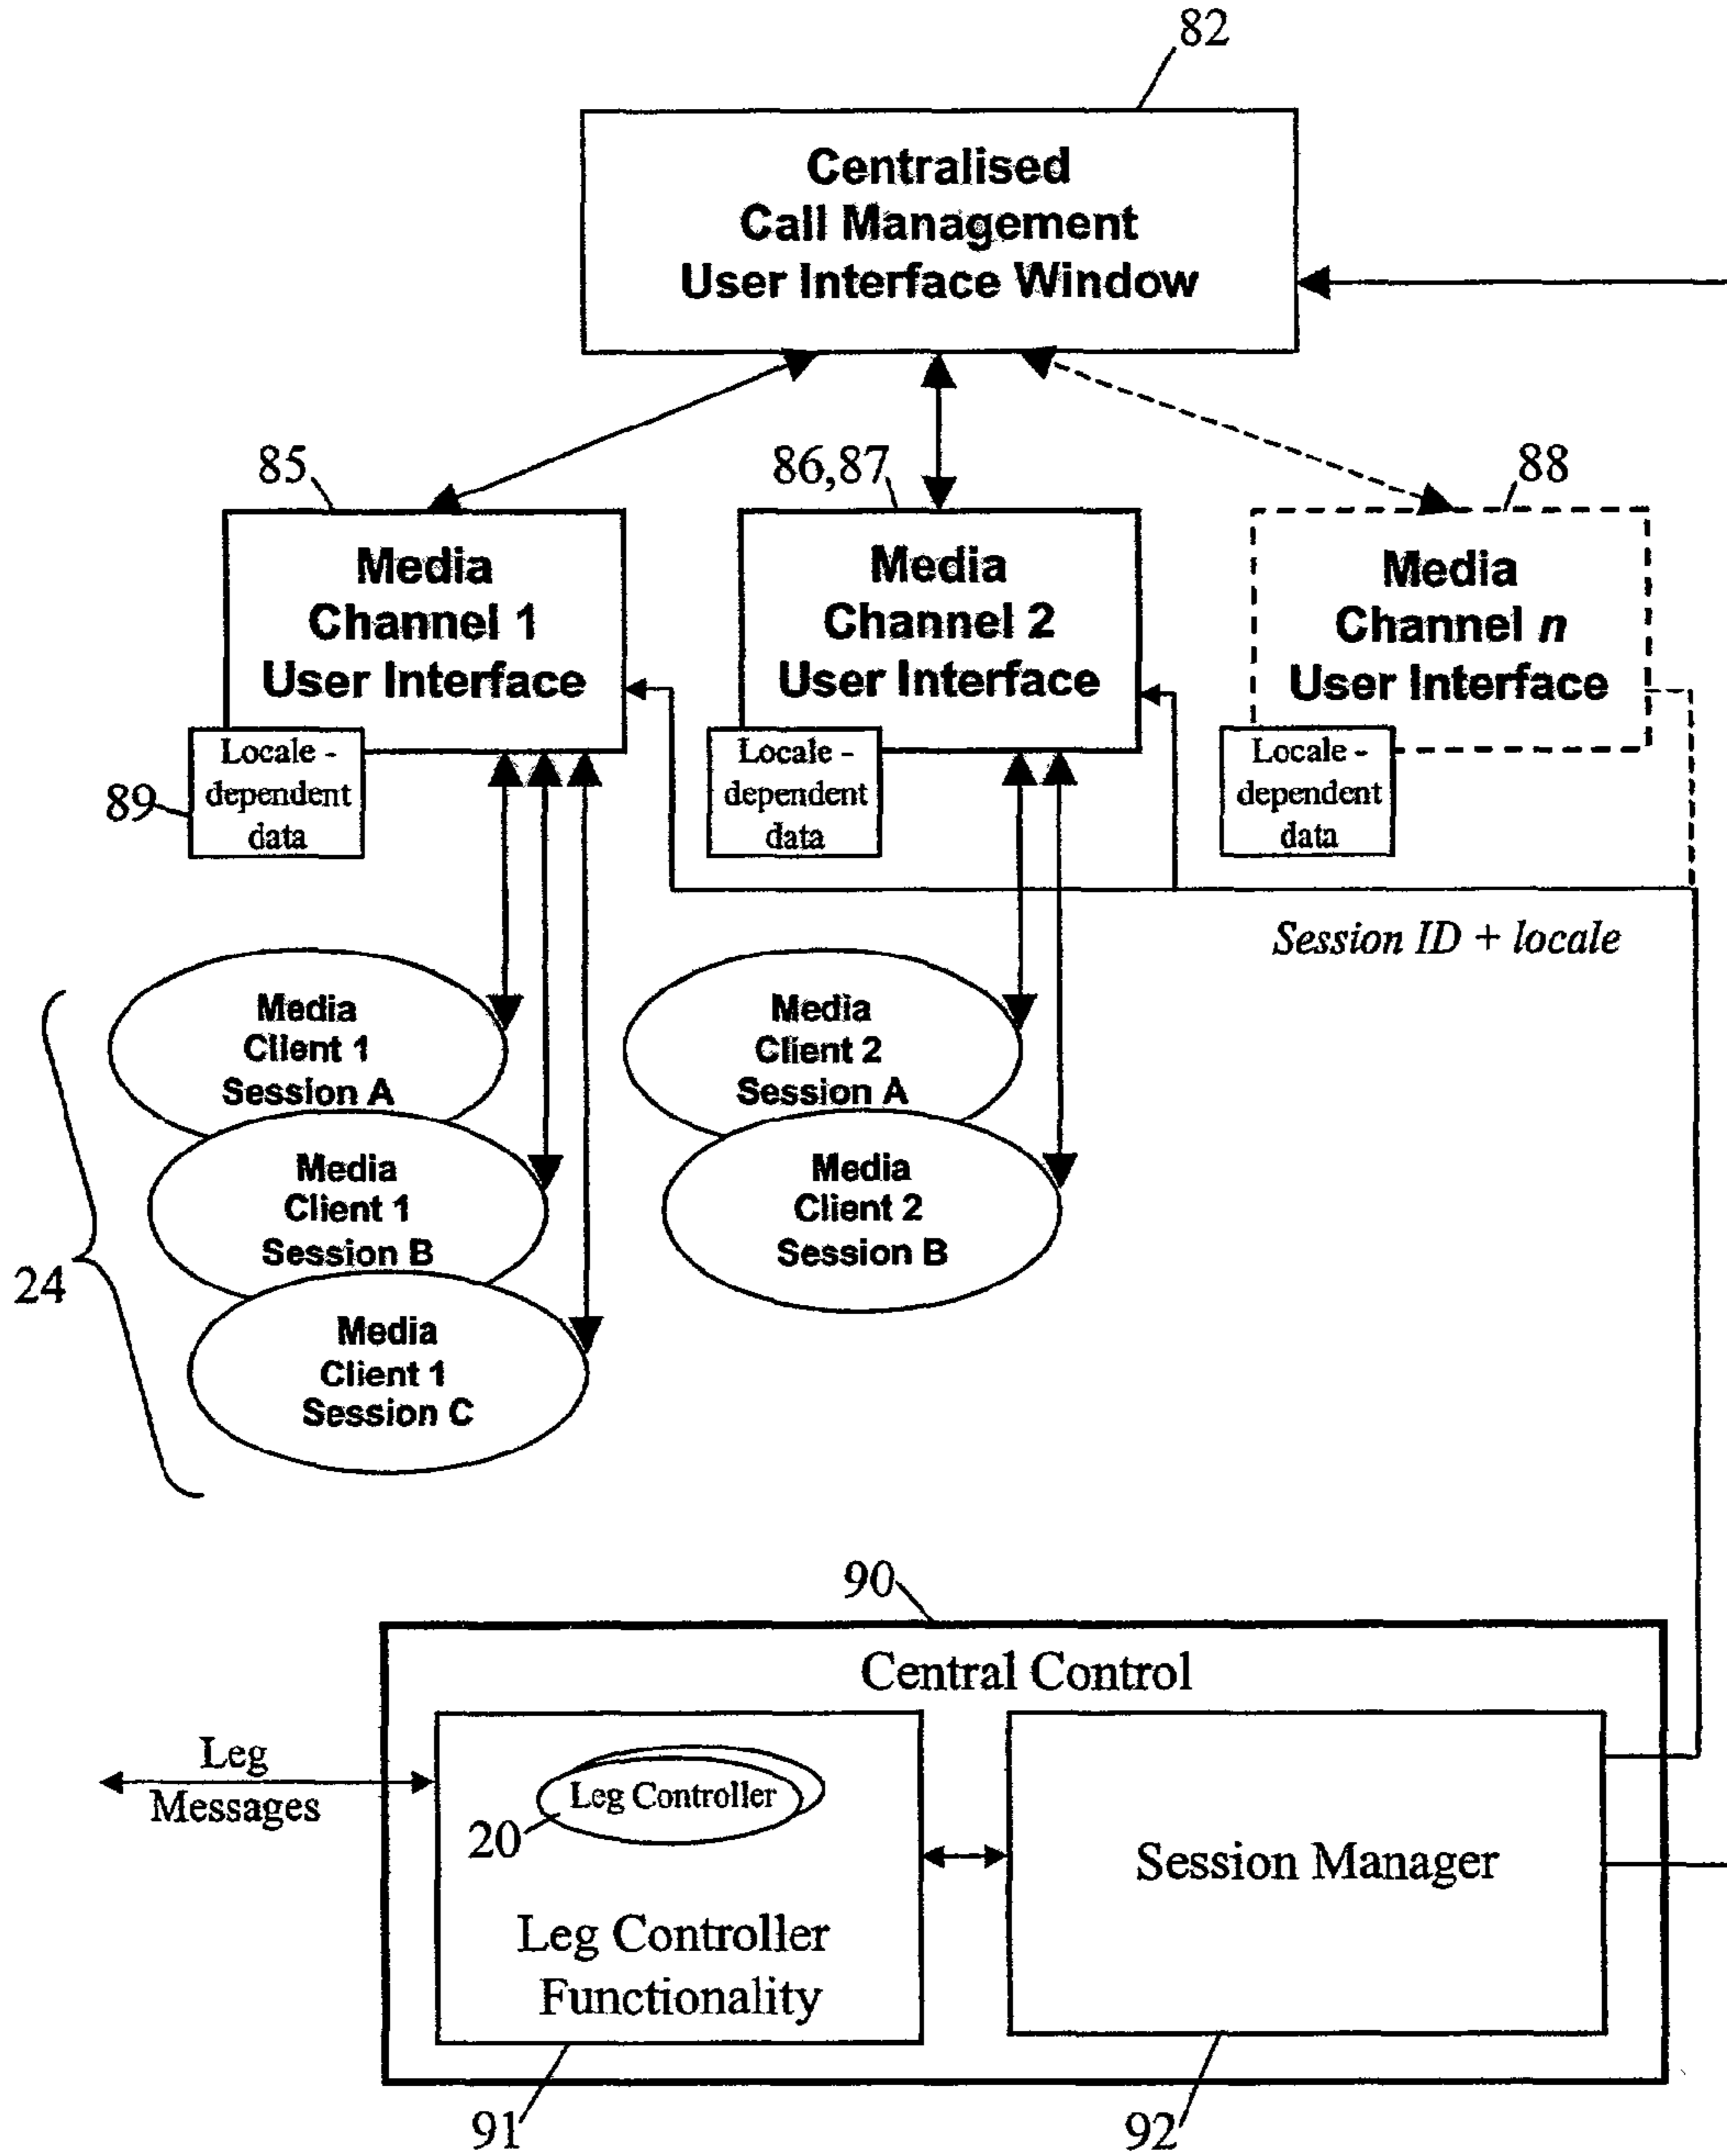 82
Centralised
Call Management
User Interface Window
85
86,87
88
Media
Channel 1
User Interface
Media
Channel 2
User Interface
Media
Channel n
User Interface
89
Locale -
dependent
data
Locale -
dependent
data
Locale -
dependent
data
Session ID + locale
24
Media
Client 1
Session A
Media
Client 1
Session B
Media
Client 1
Session C
Media
Client 2
Session A
Media
Client 2
Session B
90
Central Control
Leg
Messages
Leg Controller
20
Leg Controller
Functionality
Session Manager
91
92